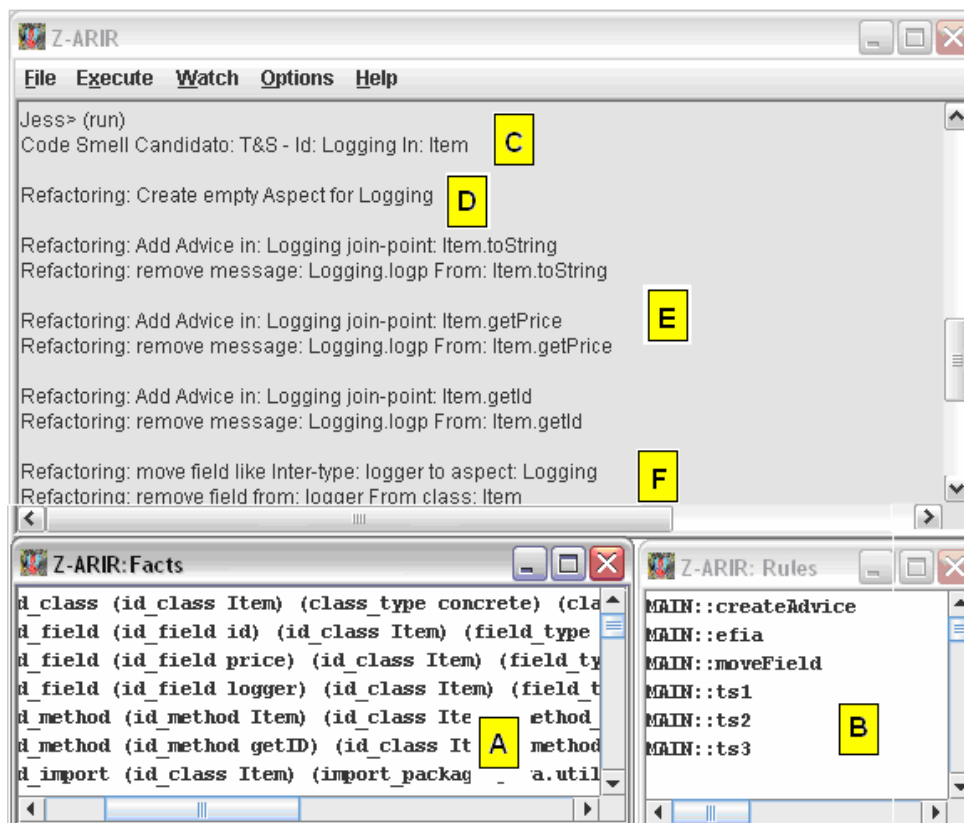 Z-ARIR
File Execute Watch Options Help
Jess> (run)
Code Smell Candidato: T&S - Id: Logging In: Item
C
Refactoring: Create empty Aspect for Logging
D
Refactoring: Add Advice in: Logging join-point: Item.toString
Refactoring: remove message: Logging.logp From: Item.toString
E
Refactoring: Add Advice in: Logging join-point: Item.getPrice
Refactoring: remove message: Logging.logp From: Item.getPrice
Refactoring: Add Advice in: Logging join-point: Item.getId
Refactoring: remove message: Logging.logp From: Item.getId
Refactoring: move field like Inter-type: logger to aspect: Logging
F
Refactoring: remove field from: logger From class: Item
Z-ARIR:Facts
d_class (id_class Item) (class_type concrete) (cla
d_field (id_field id) (id_class Item) (field_type
d_field (id_field price) (id_class Item) (field_ty
d_field (id_field logger) (id_class Item) (field_t
d_method (id_method Item) (id_class Ite ethod_
A
d_method (id_method getID) (id_class It method
d_import (id_class Item) (import_packag a.util
Z-ARIR: Rules
MAIN::createAdvice
MAIN::efia
MAIN::moveField
MAIN::ts1
MAIN::ts2
B
MAIN::ts3